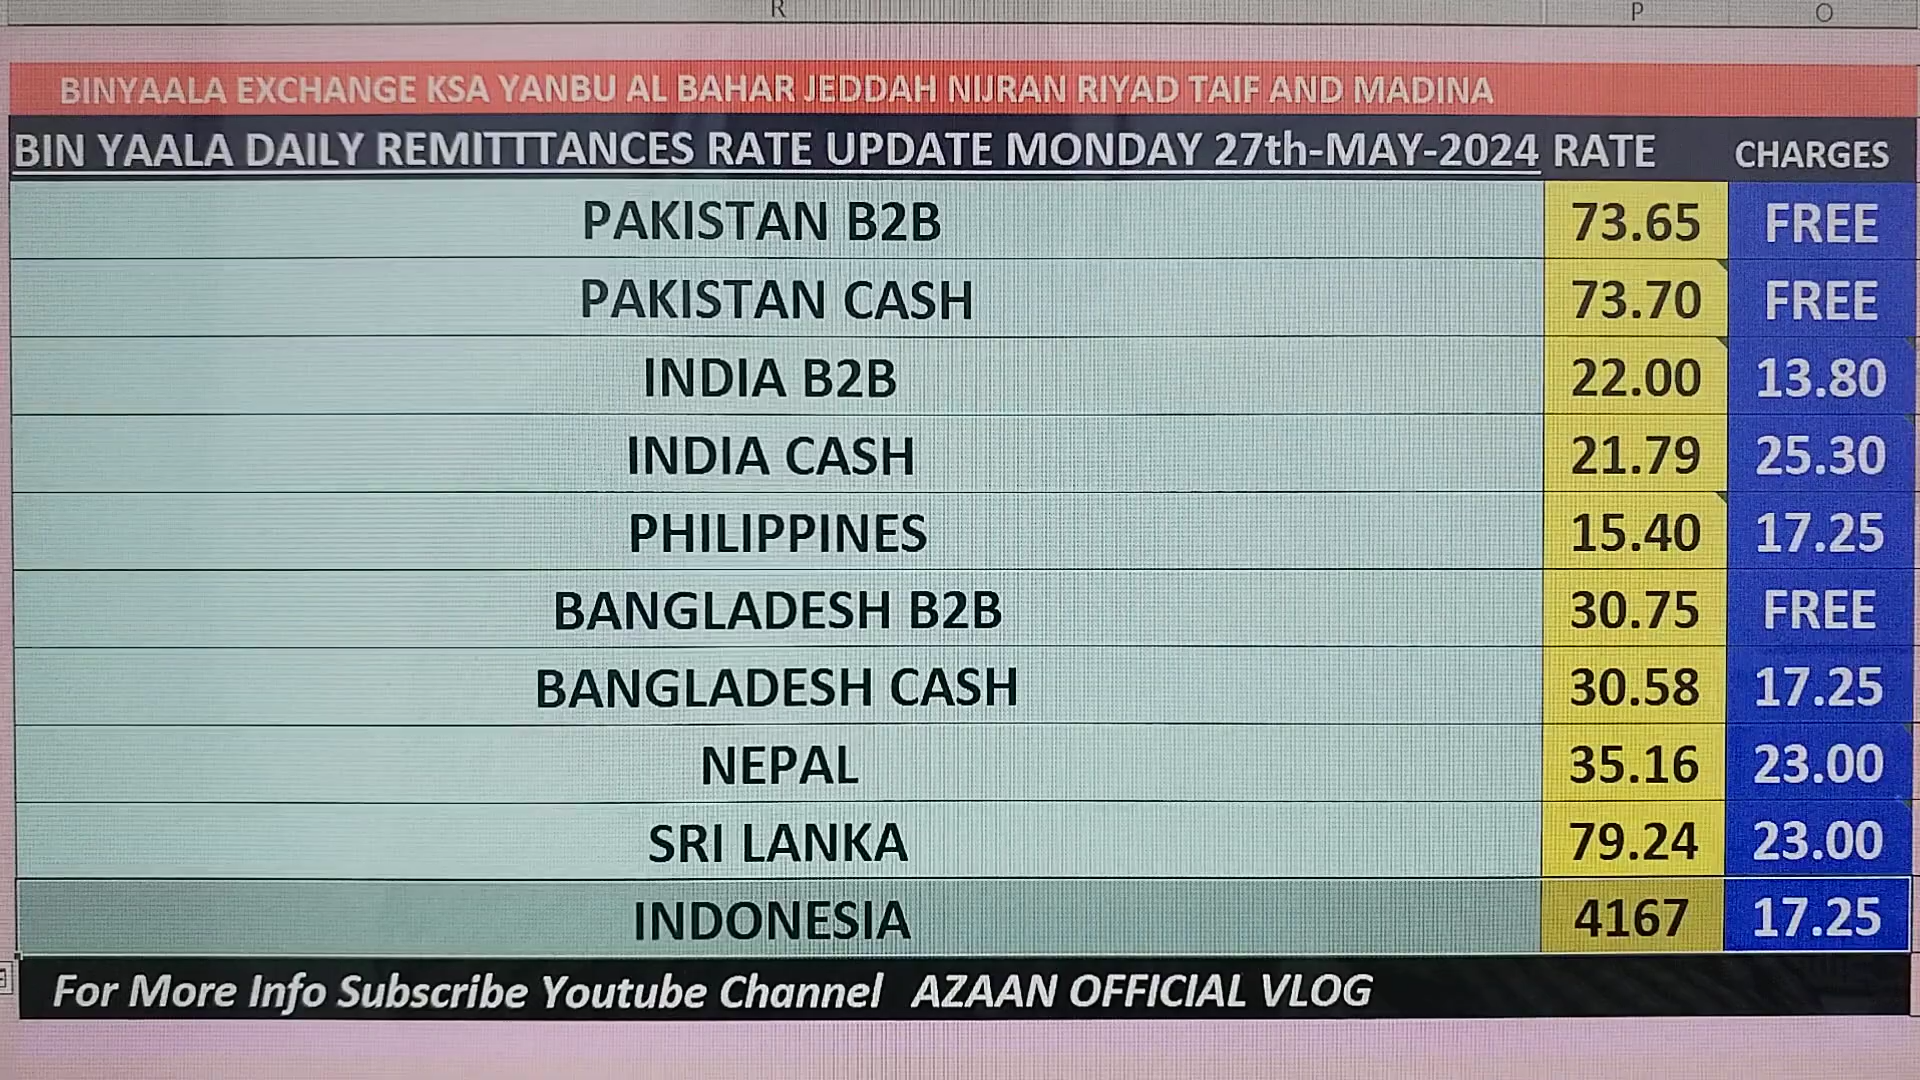 R P O
BINYAALA EXCHANGE KSA YANBU AL BAHAR JEDDAH NIJRAN RIYAD TAIF AND MADINA
BIN YAALA DAILY REMITTTANCES RATE UPDATE MONDAY 27th-MAY-2024 RATE CHARGES
PAKISTAN B2B 73.65 FREE
PAKISTAN CASH 73.70 FREE
INDIA B2B 22.00 13.80
INDIA CASH 21.79 25.30
PHILIPPINES 15.40 17.25
BANGLADESH B2B 30.75 FREE
BANGLADESH CASH 30.58 17.25
NEPAL 35.16 23.00
SRI LANKA 79.24 23.00
INDONESIA 4167 17.25
For More Info Subscribe Youtube Channel AZAAN OFFICIAL VLOG